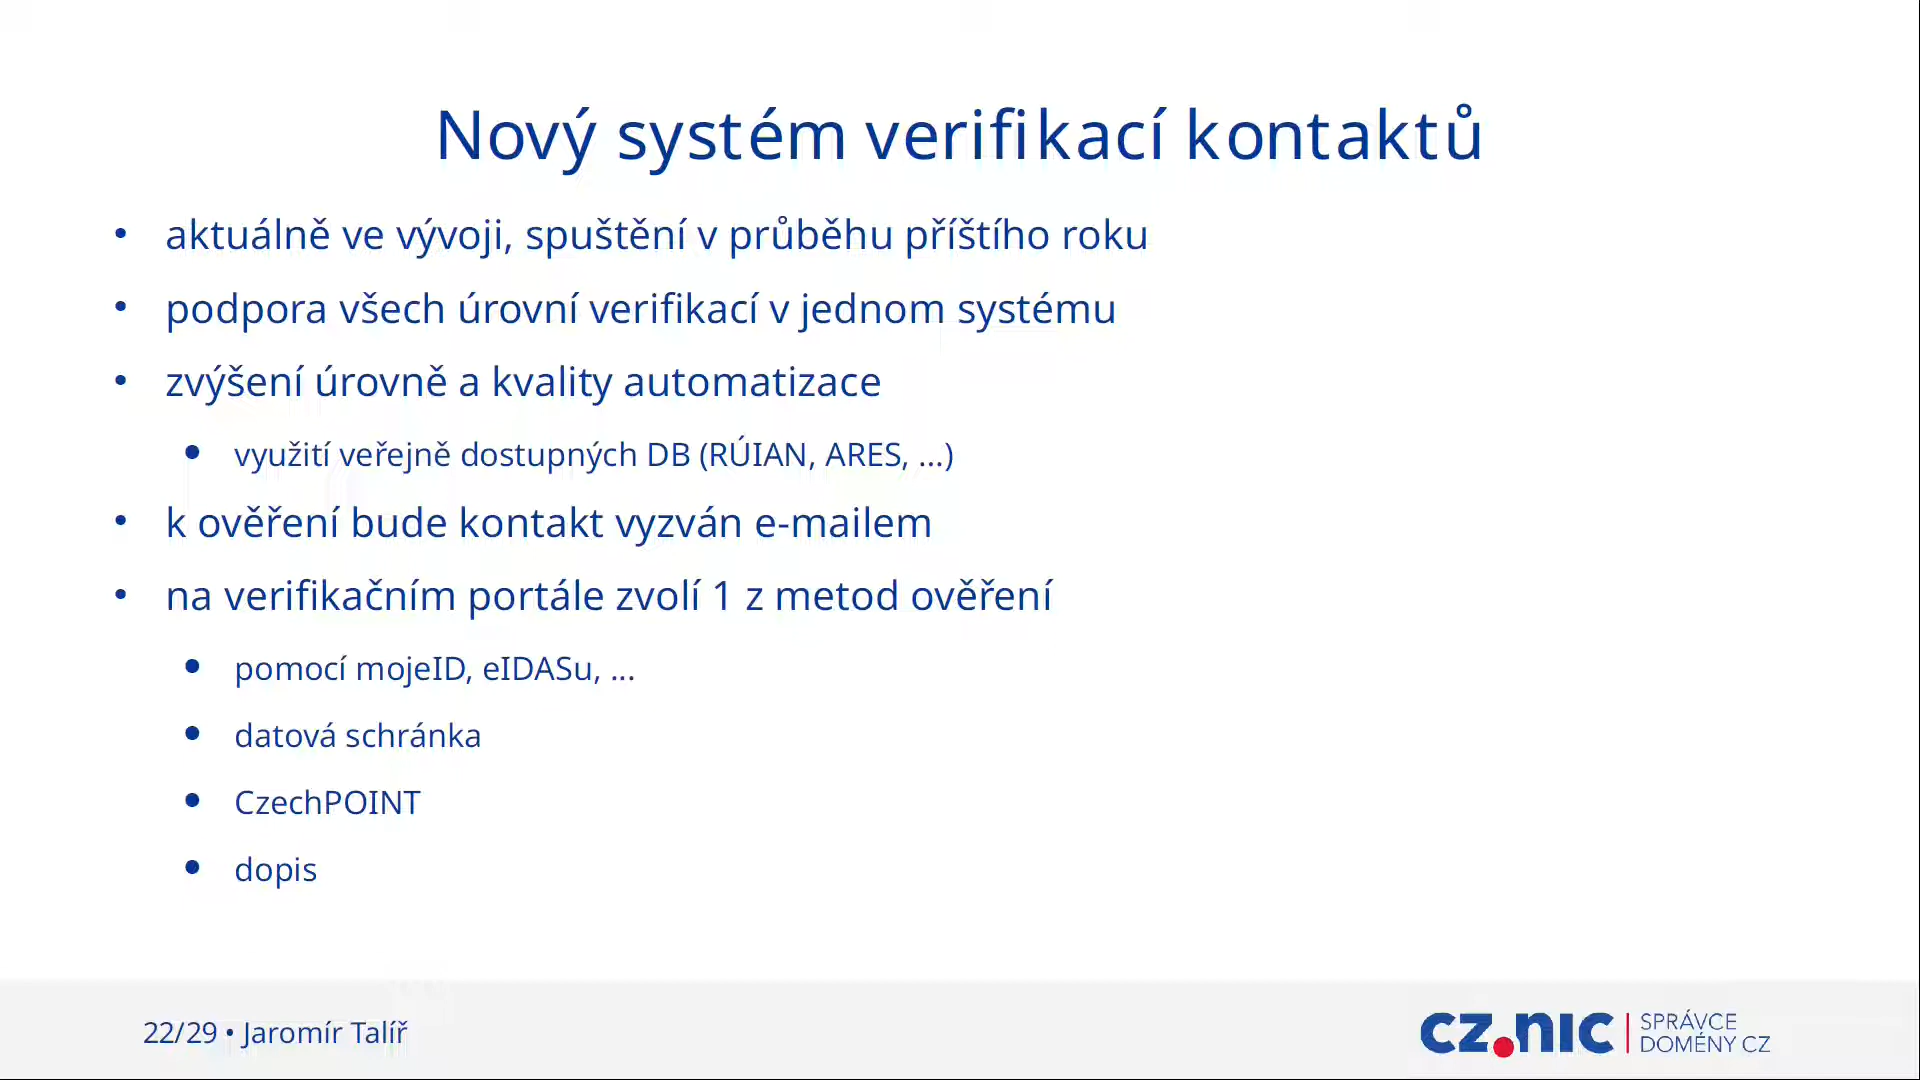 Nový systém verifikací kontaktů
• aktuálně ve vývoji, spuštění v průběhu příštího roku
• podpora všech úrovní verifikací v jednom systému
• zvýšení úrovně a kvality automatizace
• využití veřejně dostupných DB (RÚIAN, ARES, ...)
• k ověření bude kontakt vyzván e-mailem
• na verifikačním portále zvolí 1 z metod ověření
• pomocí mojeID, eIDASu, ...
• datová schránka
• CzechPOINT
• dopis
22/29 • Jaromír Talíř
CZ.NIC
SPRÁVCE
DOMÉNY CZ